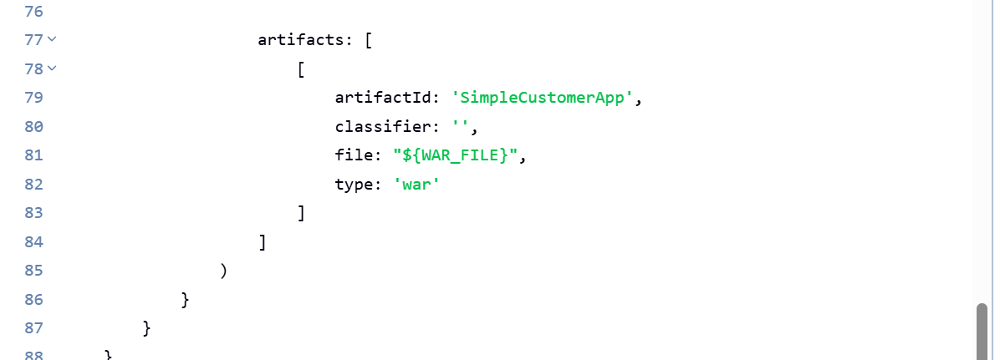 76
77 artifacts: [
78 [
79 artifactId: 'SimpleCustomerApp',
80 classifier: '',
81 file: "${WAR_FILE}",
82 type: 'war'
83 ]
84 ]
85 )
86 }
87 }
88 }